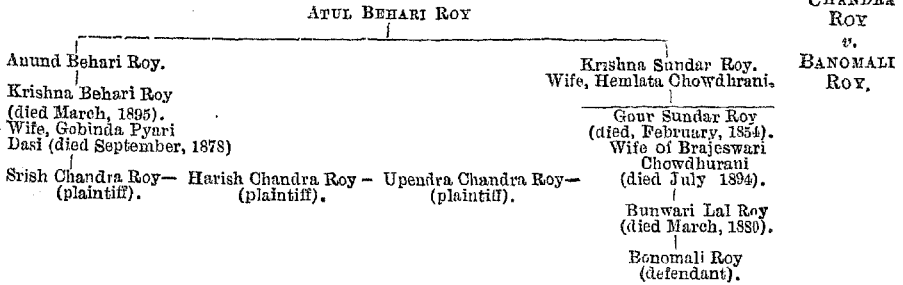 ATUL BEHARI ROY
Anund Behari Roy.
Krishna Behari Roy
(died March, 1895).
Wife, Gobinda Pyari
Dasi (died September, 1878)
Srish Chandra Roy— Harish Chandra Roy – Upendra Chandra Roy—
(plaintiff). (plaintiff). (plaintiff).
Krishna Sundar Roy.
Wife, Hemlata Chowdhrani.
Gour Sundar Roy
(died, February, 1854).
Wife of Brajeswari
Chowdhurani
(died July 1894).
Bunwari Lal Roy
(died March, 1880).
Bonomali Roy
(defendant).
CHANDRA
ROY
v.
BANOMALI
ROY.